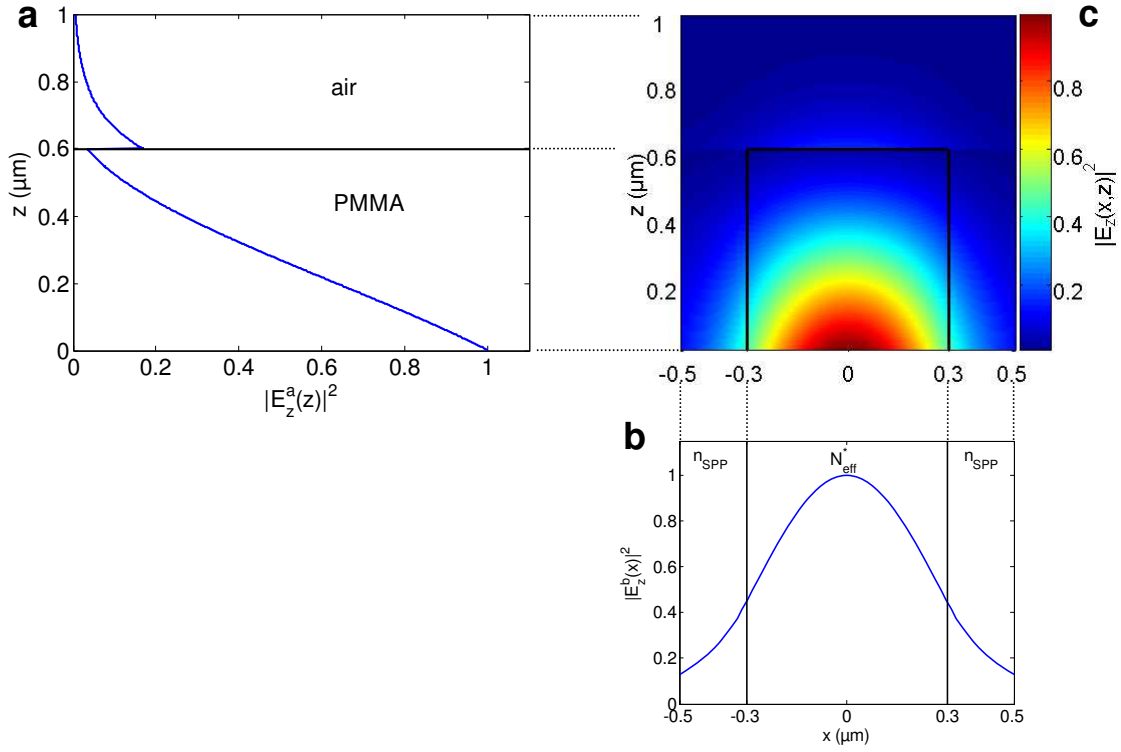 a
z (μm)
1
0.8
0.6
0.4
0.2
0
air
PMMA
0 0.2 0.4 0.6 0.8 1
|E_z^a(z)|^2
c
z (μm)
1
0.8
0.6
0.4
0.2
-0.5 -0.3 0 0.3 0.5
0.8
0.6
0.4
0.2
|E_z(x,z)|^2
b
n_SPP N^*_eff n_SPP
|E_z^b(x)|^2
1
0.8
0.6
0.4
0.2
0
-0.5 -0.3 0 0.3 0.5
x (μm)